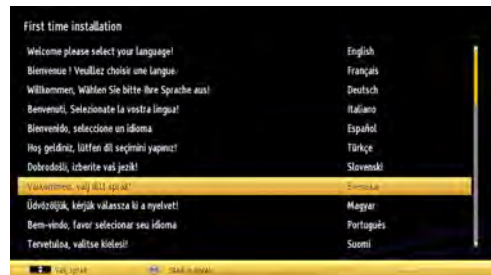 First time installation
Welcome please select your language! English
Bienvenue ! Veuillez choisir une langue. Français
Willkommen, Wählen Sie bitte Ihre Sprache aus! Deutsch
Benvenuti, Selezionate la vostra lingua! Italiano
Bienvenido, seleccione un idioma Español
Hoş geldiniz, lütfen dil seçimini yapınız! Türkçe
Dobrodošli, izberite vaš jezik! Slovenski
Välkommen, välj ditt språk! Svenska
Üdvözöljük, kérjük válassza ki a nyelvet! Magyar
Bem-vindo, favor selecionar seu idioma Português
Tervetuloa, valitse kielesi! Suomi
Välj språk